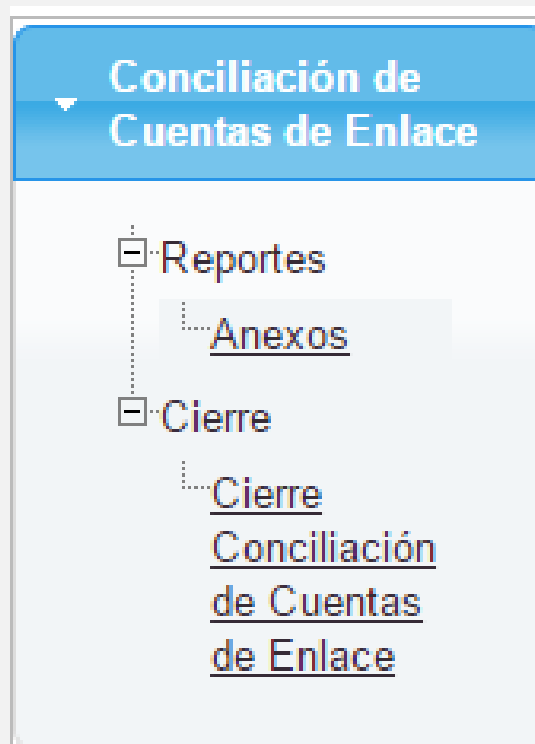 Conciliación de
Cuentas de Enlace
Reportes
Anexos
Cierre
Cierre
Conciliación
de Cuentas
de Enlace